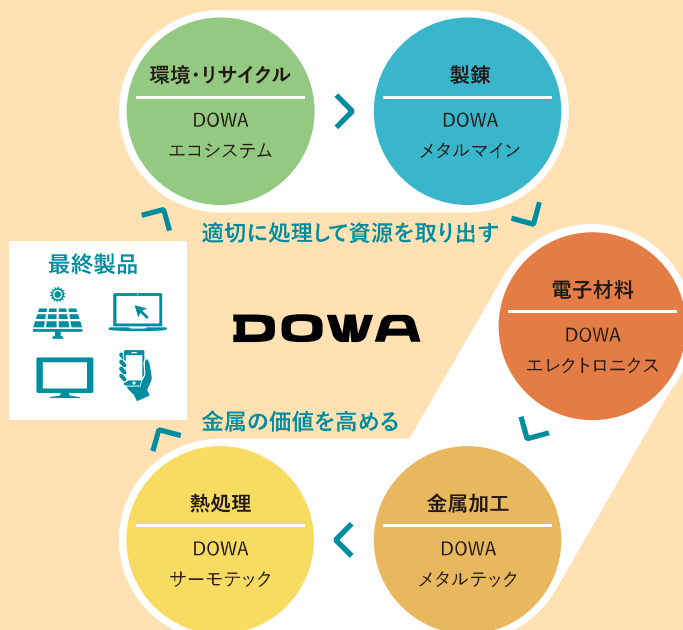 環境・リサイクル
DOWA
エコシステム
製錬
DOWA
メタルマイン
適切に処理して資源を取り出す
最終製品
DOWA
電子材料
DOWA
エレクトロニクス
金属の価値を高める
熱処理
DOWA
サーモテック
金属加工
DOWA
メタルテック